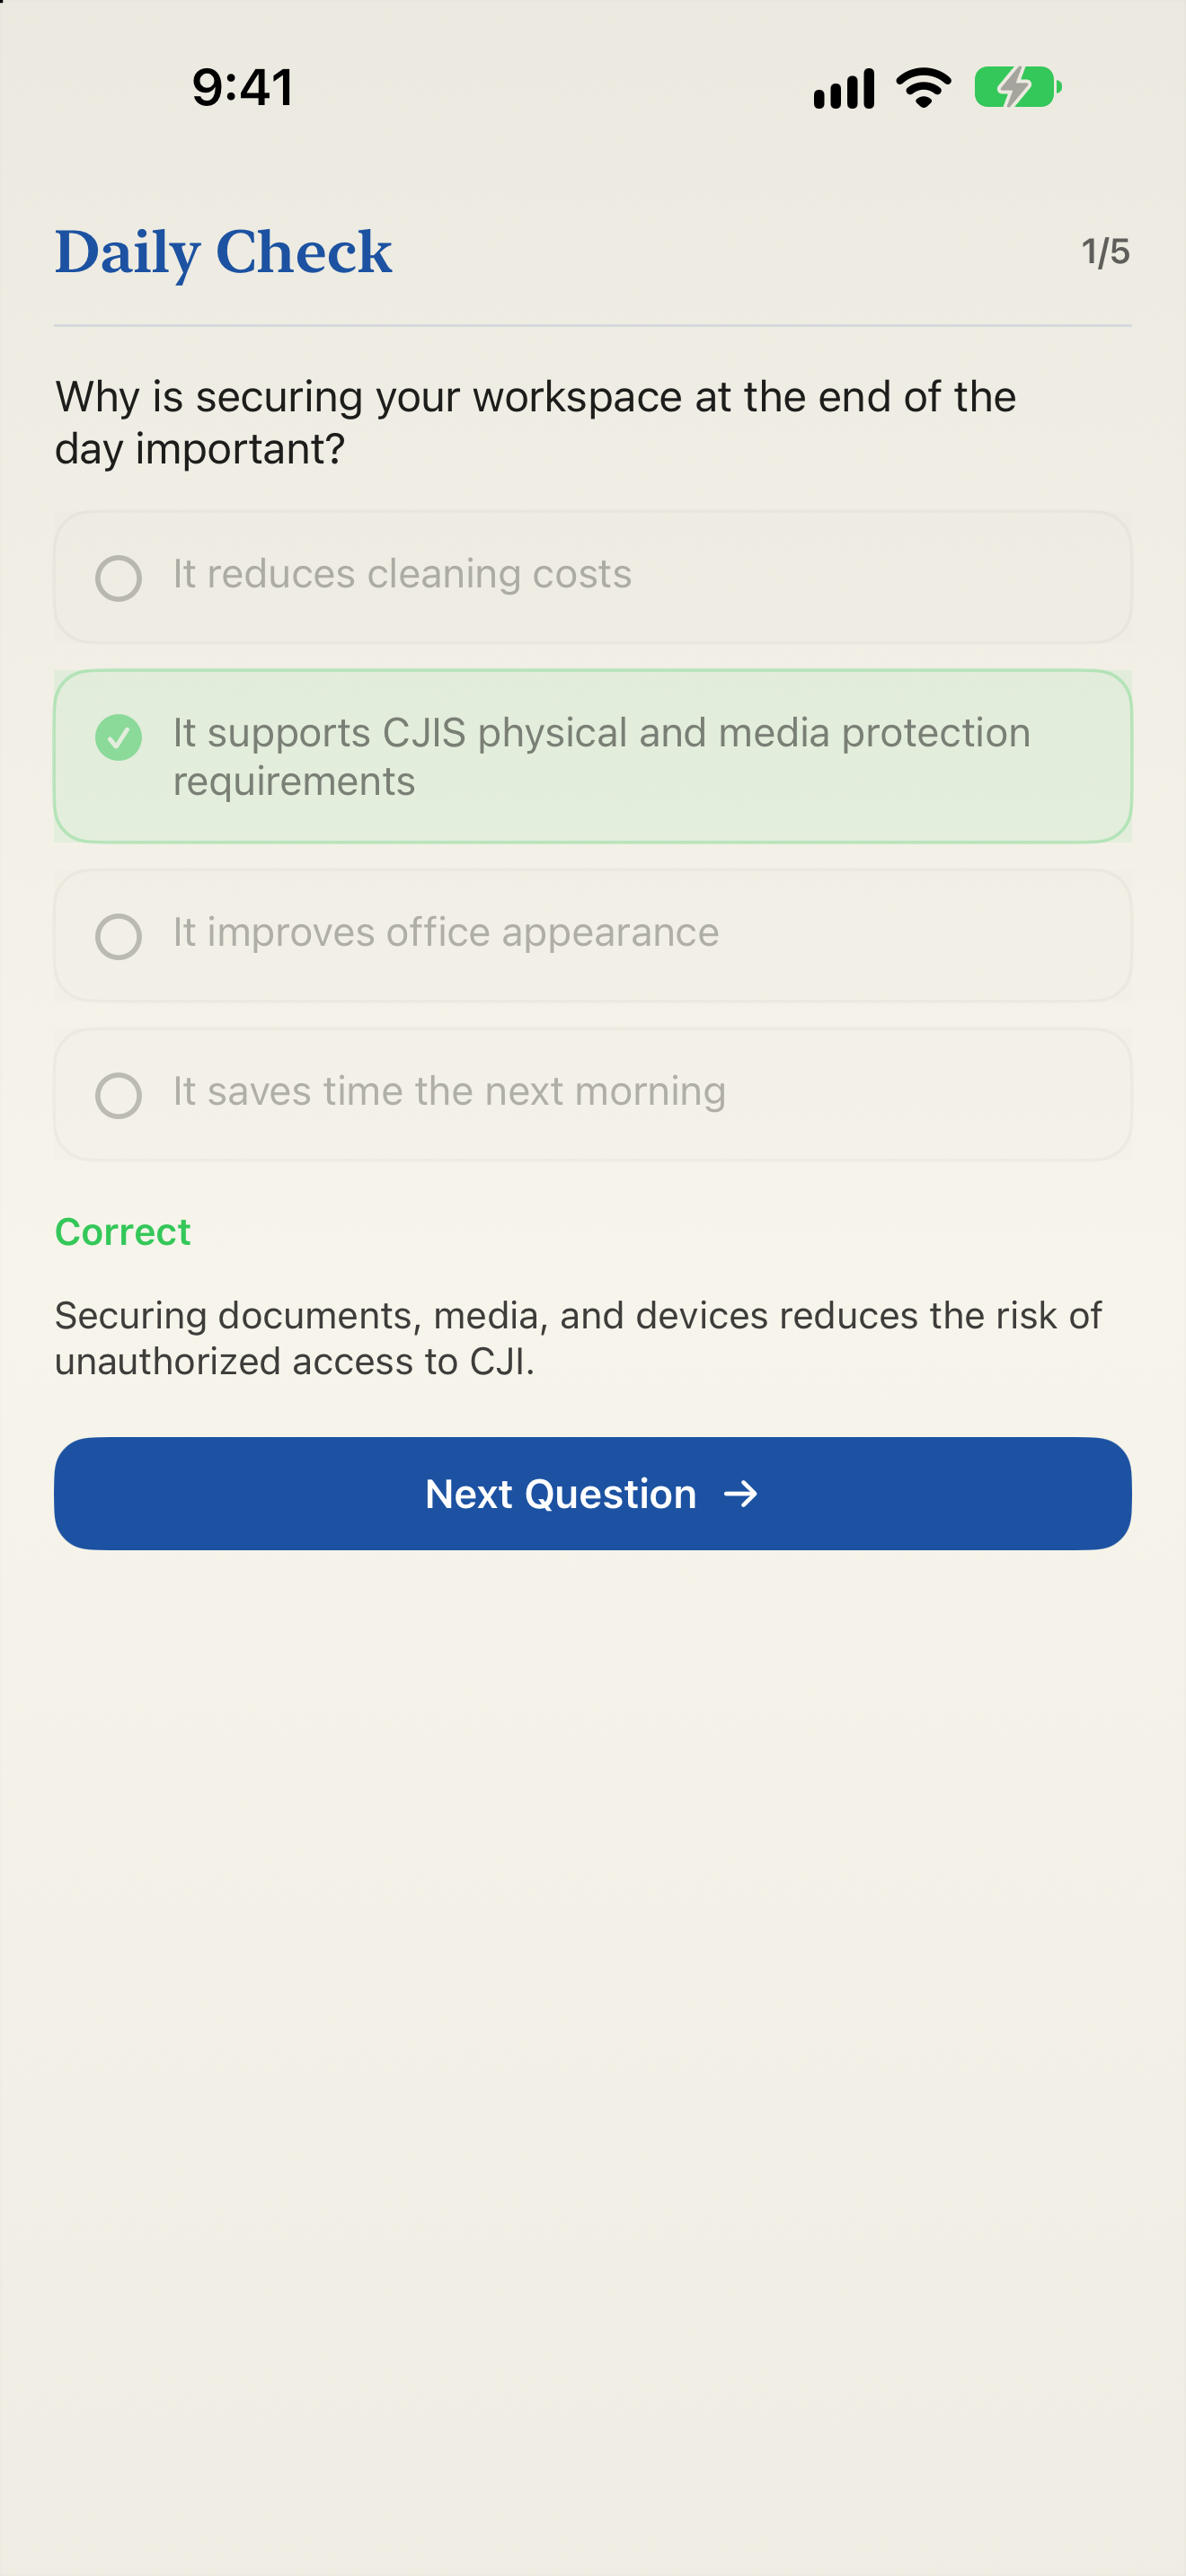 9:41
Daily Check
1/5
Why is securing your workspace at the end of the
day important?
It reduces cleaning costs
It supports CJIS physical and media protection
requirements
It improves office appearance
It saves time the next morning
Correct
Securing documents, media, and devices reduces the risk of
unauthorized access to CJI.
Next Question →